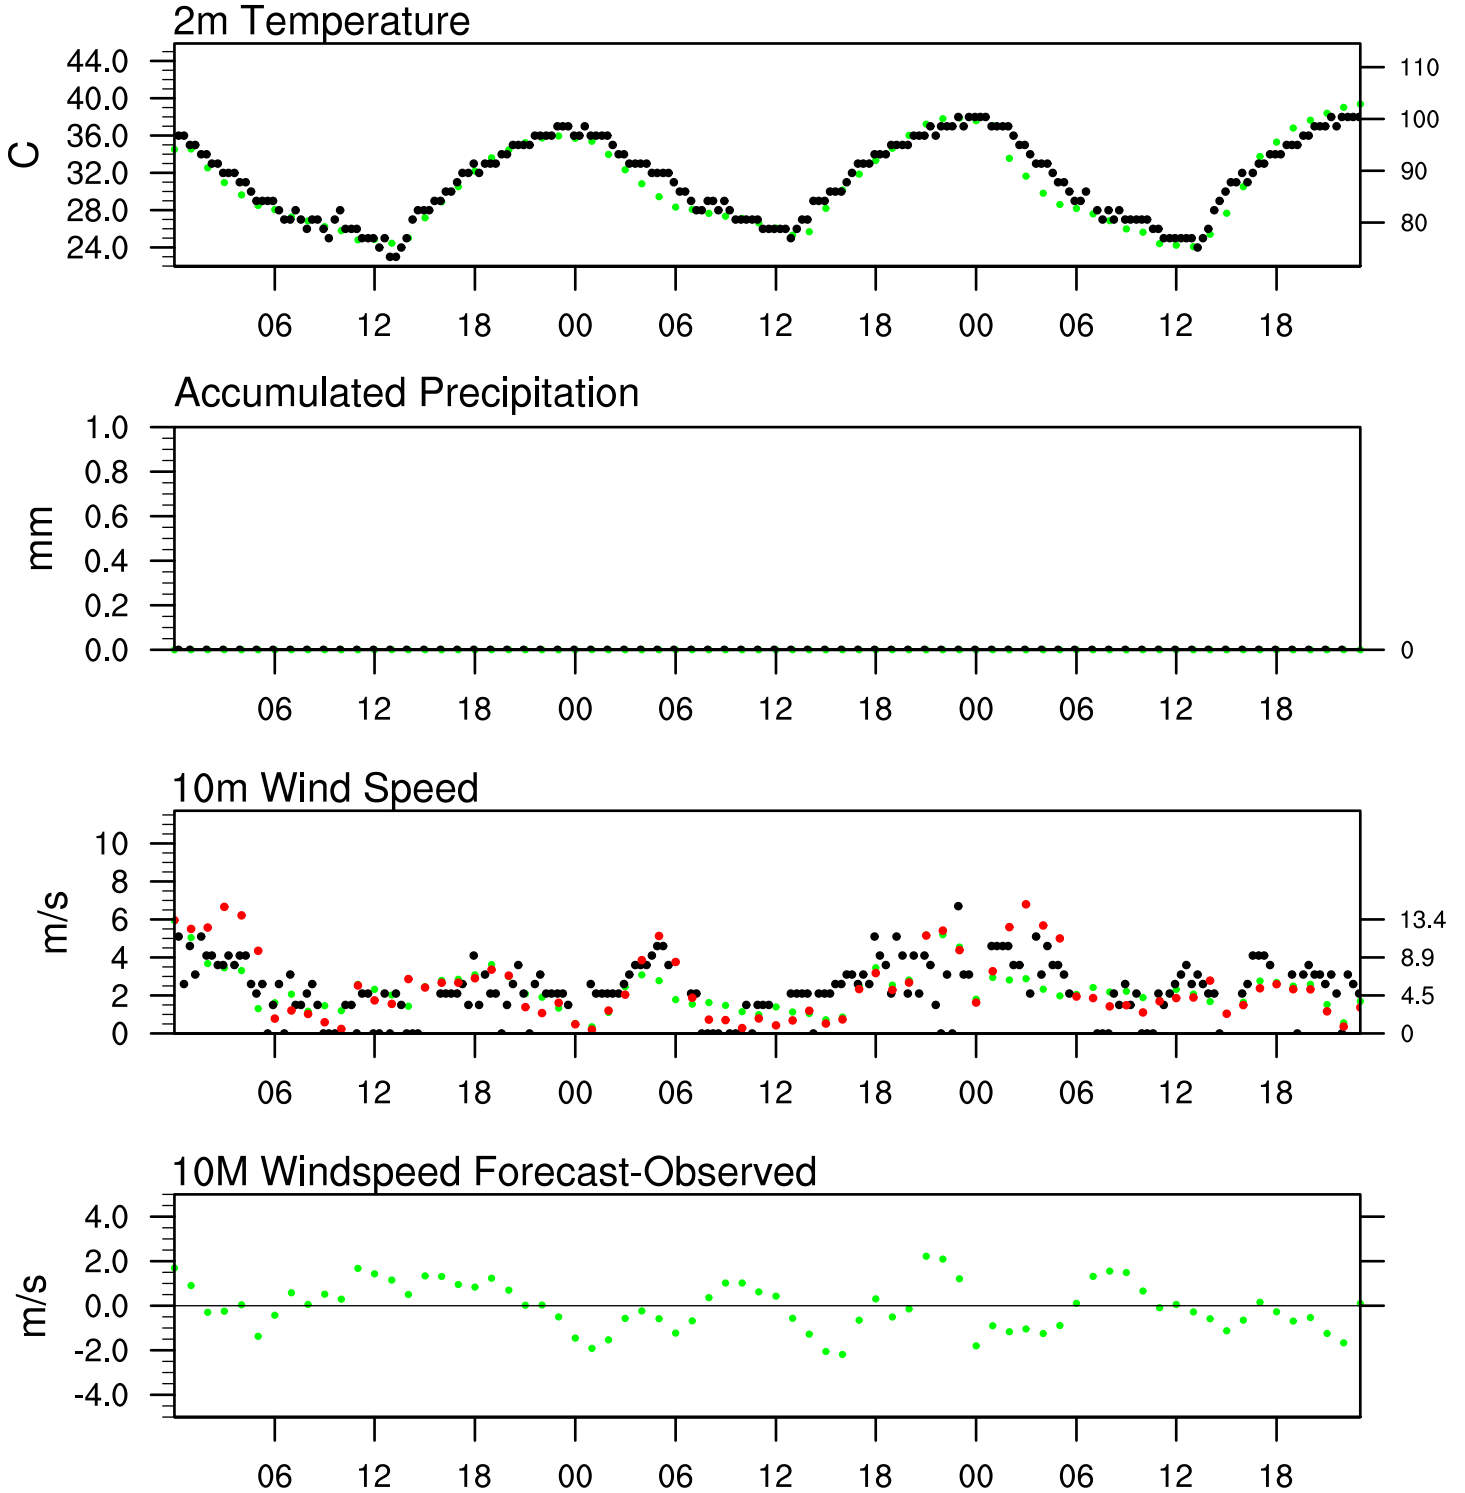 2m Temperature
44.0
40.0
36.0
32.0
28.0
24.0
C
110
100
90
80
06 12 18 00 06 12 18 00 06 12 18
Accumulated Precipitation
1.0
0.8
0.6
0.4
0.2
0.0
mm
0
06 12 18 00 06 12 18 00 06 12 18
10m Wind Speed
10
8
6
4
2
0
m/s
13.4
8.9
4.5
0
06 12 18 00 06 12 18 00 06 12 18
10M Windspeed Forecast-Observed
4.0
2.0
0.0
-2.0
-4.0
m/s
06 12 18 00 06 12 18 00 06 12 18